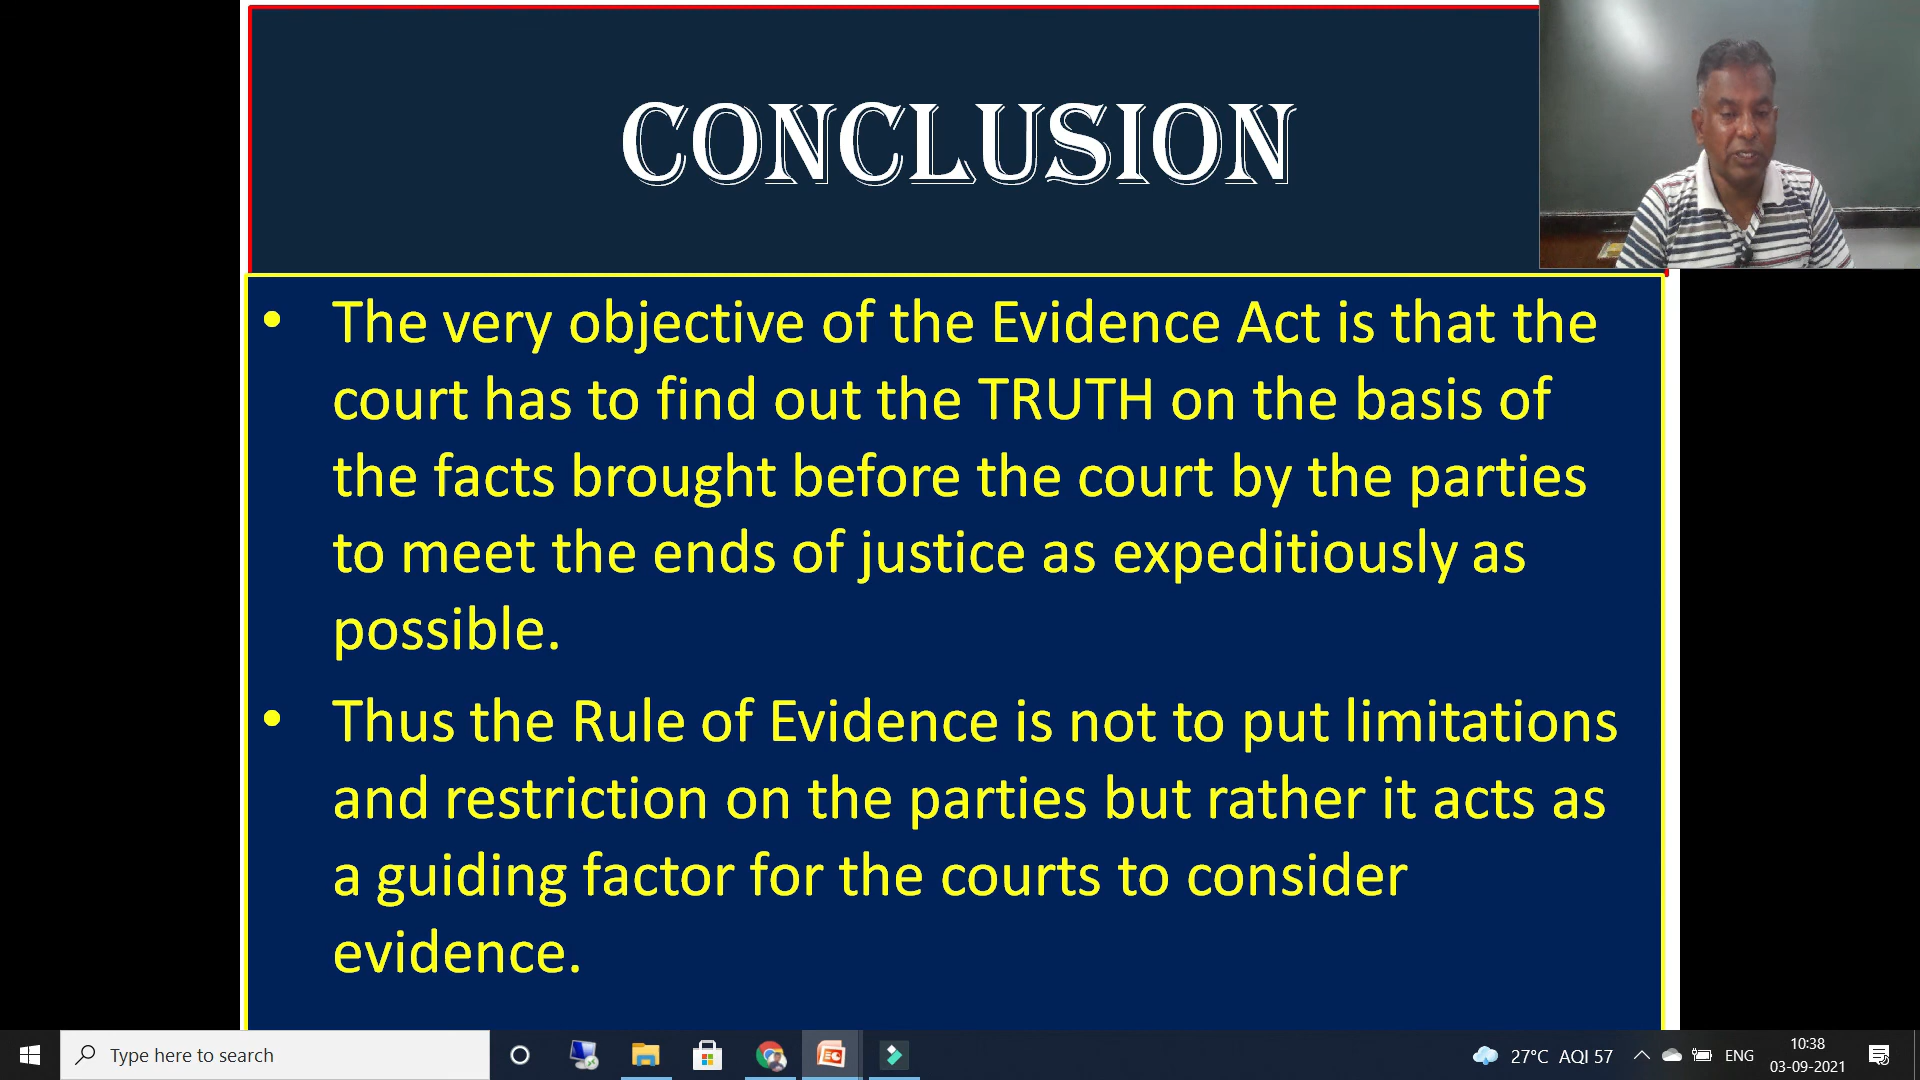 CONCLUSION
• The very objective of the Evidence Act is that the
court has to find out the TRUTH on the basis of
the facts brought before the court by the parties
to meet the ends of justice as expeditiously as
possible.
• Thus the Rule of Evidence is not to put limitations
and restriction on the parties but rather it acts as
a guiding factor for the courts to consider
evidence.
Type here to search
27°C AQI 57
ENG
10:38
03-09-2021